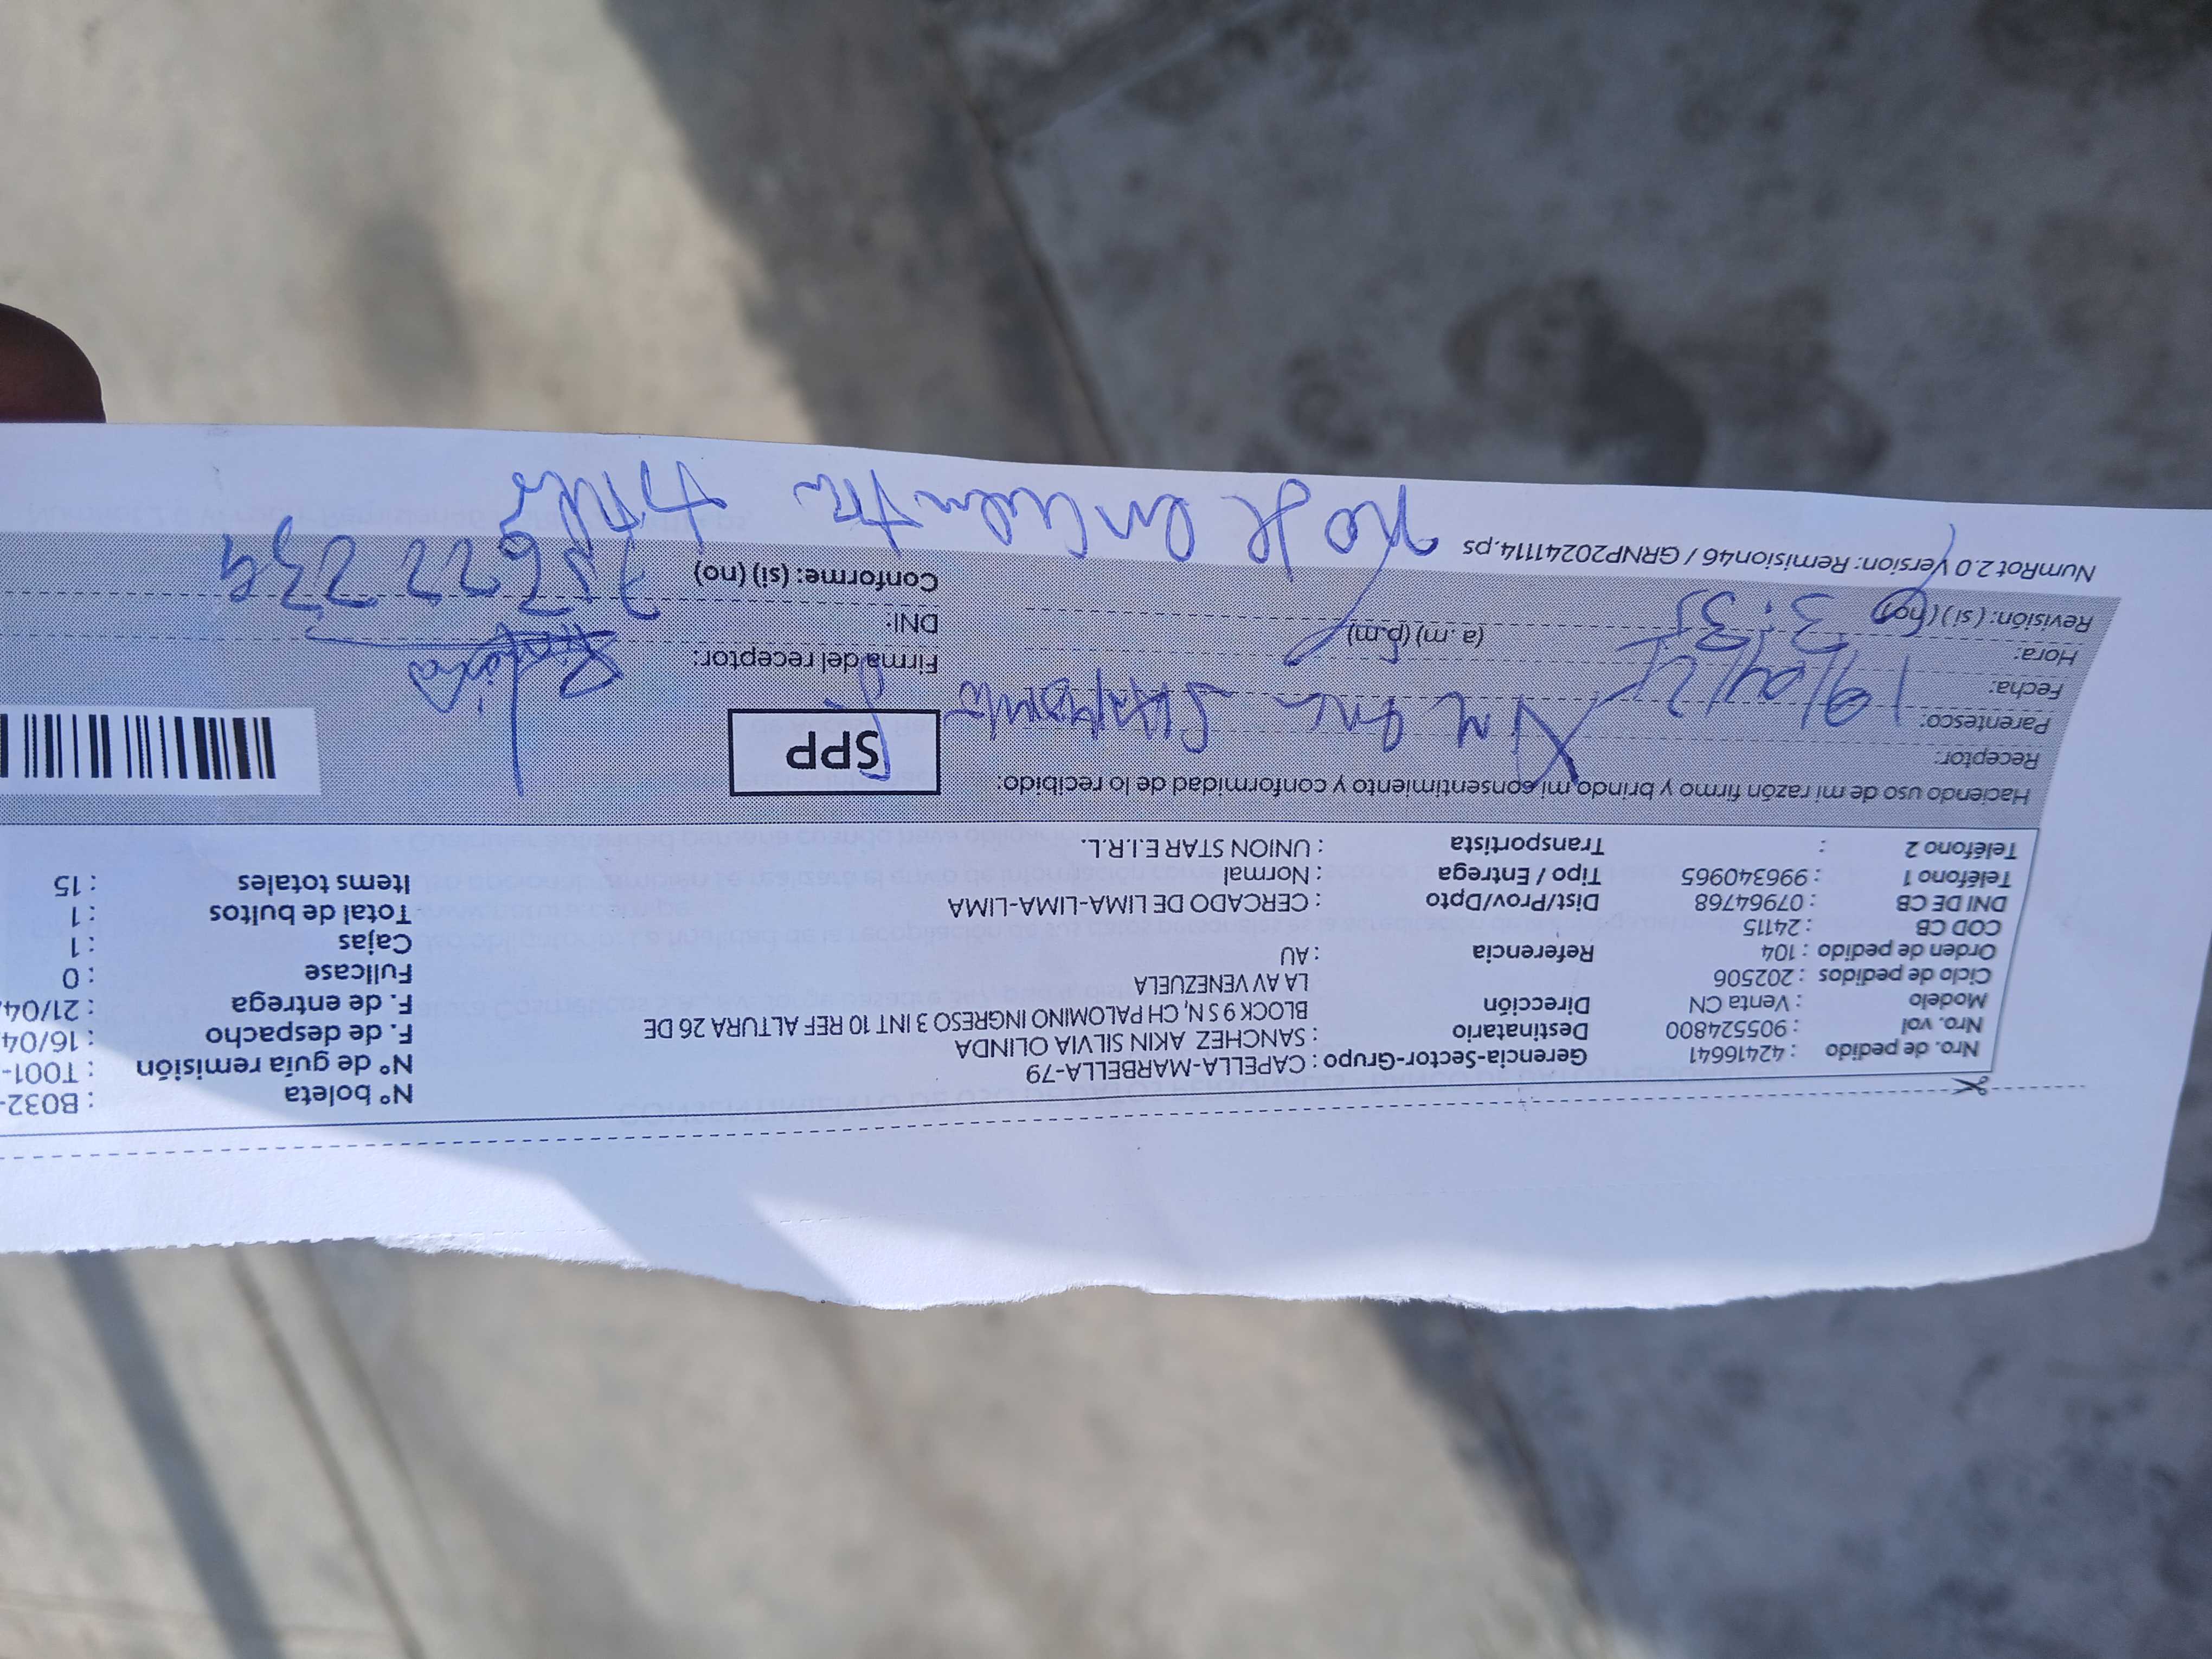 Nro. de pedido : 42416641
Nro. vol : 905524800
Modelo : Venta CN
Ciclo de pedidos : 202506
Orden de pedido : 104
COD CB : 24115
DNI DE CB : 07964768
Teléfono 1 : 996340965
Teléfono 2 :
Gerencia-Sector-Grupo : CAPELLA-MARBELLA-79
Destinatario : SANCHEZ AKIN SILVIA OLINDA
Dirección BLOCK 9 S N, CH PALOMINO INGRESO 3 INT 10 REF ALTURA 26 DE
LA AV VENEZUELA
Referencia : AU
Dist/Prov/Dpto : CERCADO DE LIMA-LIMA-LIMA
Tipo / Entrega : Normal
Transportista : UNION STAR E.I.R.L.
N° boleta : B032-
N° de guía remisión : T001-
F. de despacho : 16/04/
F. de entrega : 21/04/
Fullcase : 0
Cajas : 1
Total de bultos : 1
Items totales : 15
Haciendo uso de mi razón firmo y brindo mi consentimiento y conformidad de lo recibido:
SPP
Receptor:
Parentesco:
Fecha:
Hora: 3:35 (a.m) (p.m)
Revisión: (si) (no)
Firma del receptor:
DNI:
Conforme: (si) (no)
NumRot 2.0 Version: Remision46 / GRNP20241114.ps
no se encuentra